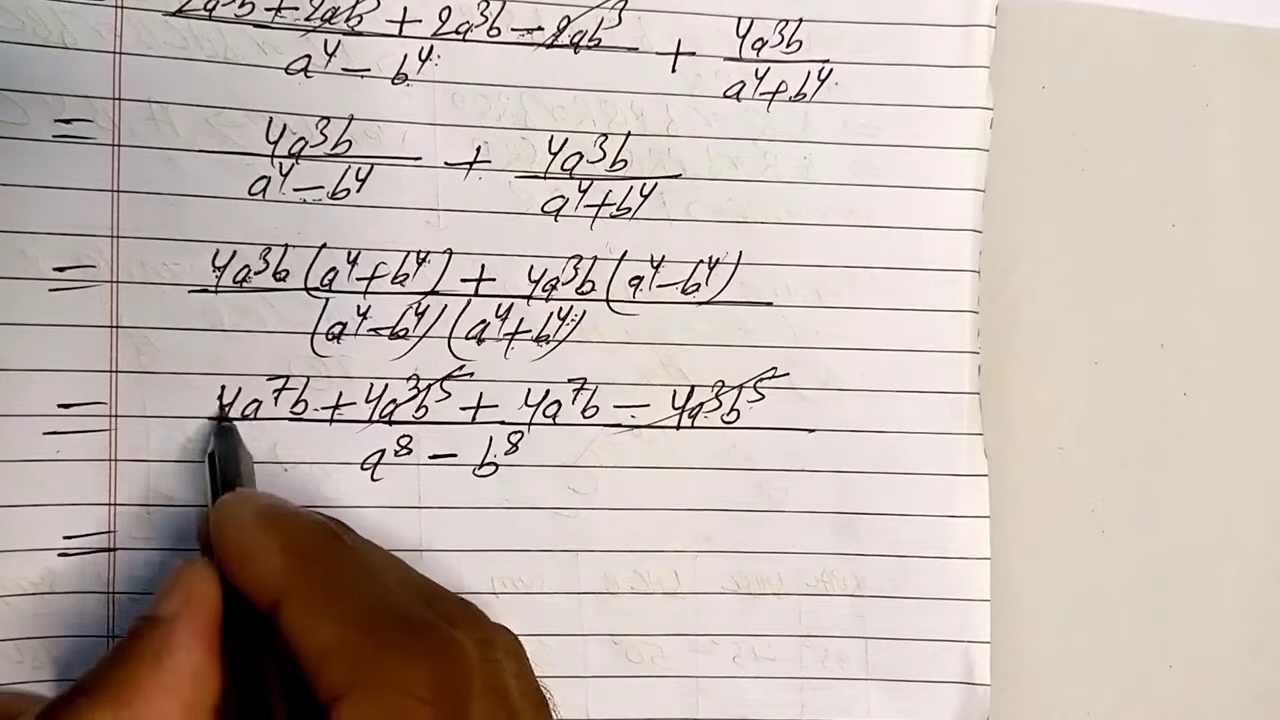 2a³b + 2ab³ + 2a³b − 2ab³ / a⁴ − b⁴ + 4a³b / a⁴+b⁴
= 4a³b / a⁴−b⁴ + 4a³b / a⁴+b⁴
= 4a³b(a⁴+b⁴) + 4a³b(a⁴−b⁴) / (a⁴−b⁴)(a⁴+b⁴)
= 4a⁷b + 4a³b⁵ + 4a⁷b − 4a³b⁵ / a⁸ − b⁸
=